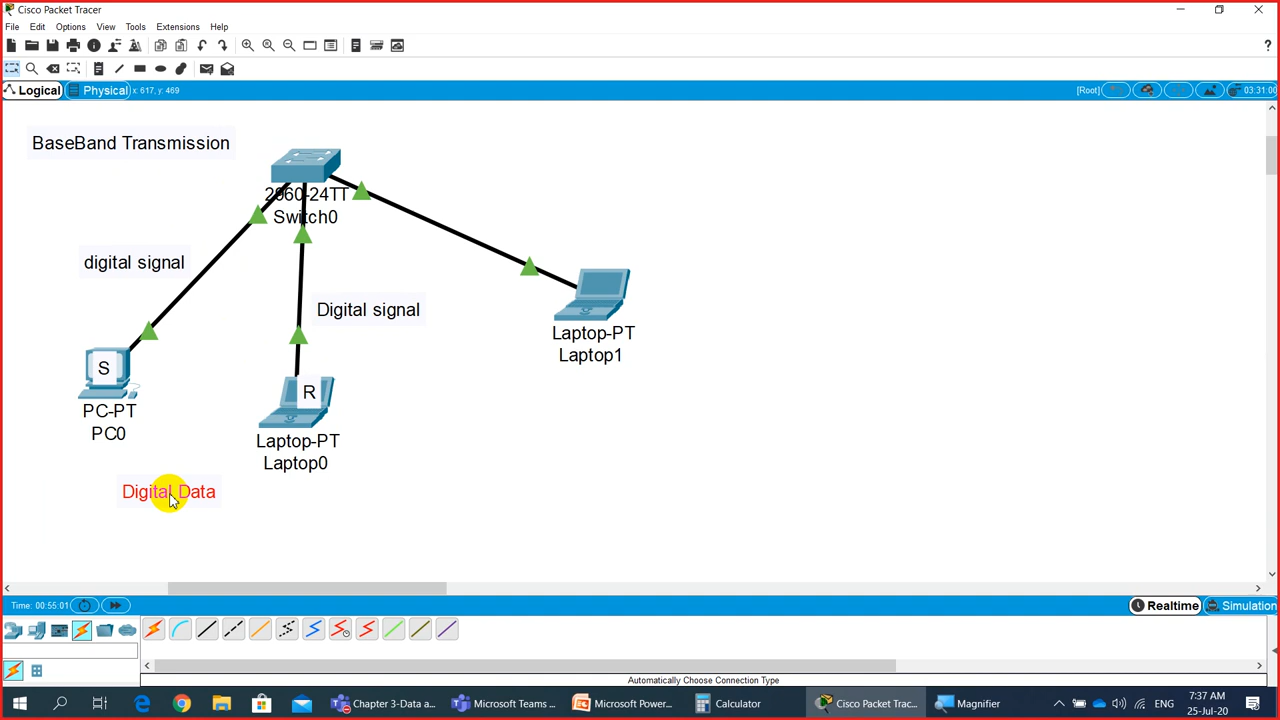 Cisco Packet Tracer
File Edit Options View Tools Extensions Help
?
Logical Physical x: 617, y: 469 [Root] 03:31:00
BaseBand Transmission
2960-24TT
Switch0
digital signal
Digital signal
Laptop-PT
Laptop1
S
R
PC-PT
PC0
Laptop-PT
Laptop0
Digital Data
Time: 00:55:01 Realtime Simulation
Automatically Choose Connection Type
Chapter 3-Data a... Microsoft Teams ... Microsoft Power... Calculator Cisco Packet Trac... Magnifier ENG 7:37 AM
25-Jul-20